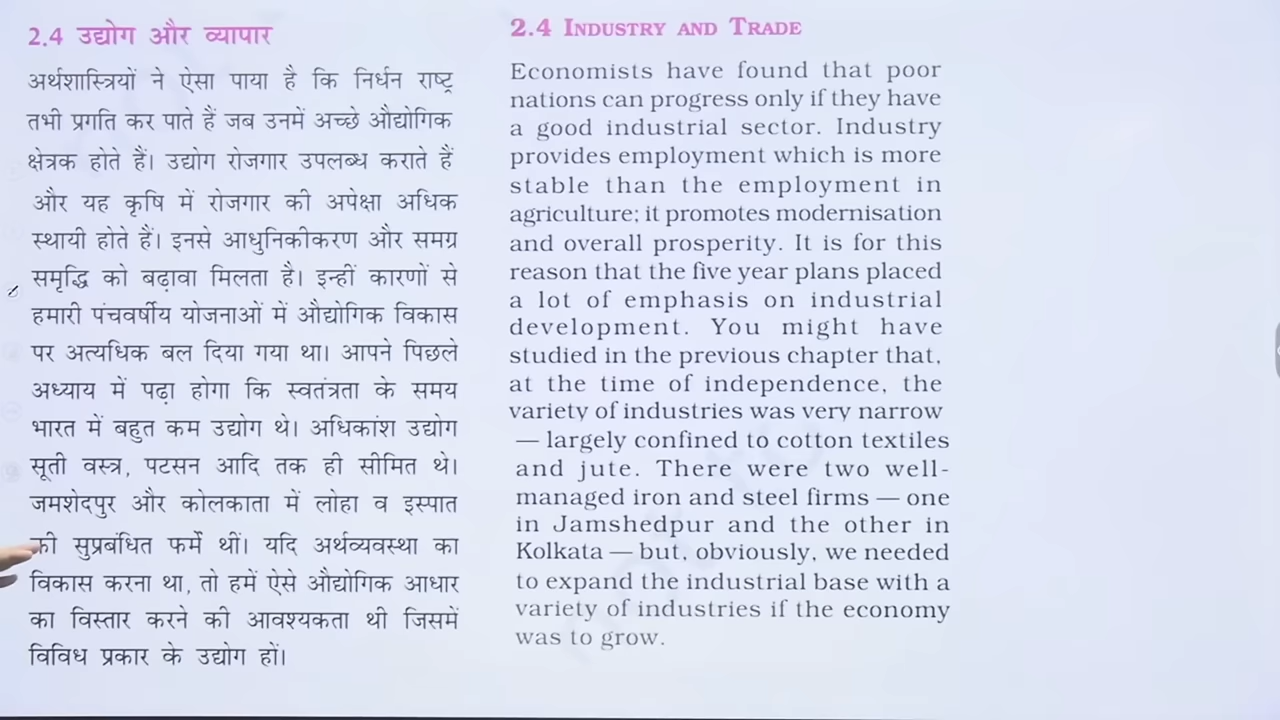 2.4 उद्योग और व्यापार
अर्थशास्त्रियों ने ऐसा पाया है कि निर्धन राष्ट्र
तभी प्रगति कर पाते हैं जब उनमें अच्छे औद्योगिक
क्षेत्रक होते हैं। उद्योग रोजगार उपलब्ध कराते हैं
और यह कृषि में रोजगार की अपेक्षा अधिक
स्थायी होते हैं। इनसे आधुनिकीकरण और समग्र
समृद्धि को बढ़ावा मिलता है। इन्हीं कारणों से
हमारी पंचवर्षीय योजनाओं में औद्योगिक विकास
पर अत्यधिक बल दिया गया था। आपने पिछले
अध्याय में पढ़ा होगा कि स्वतंत्रता के समय
भारत में बहुत कम उद्योग थे। अधिकांश उद्योग
सूती वस्त्र, पटसन आदि तक ही सीमित थे।
जमशेदपुर और कोलकाता में लोहा व इस्पात
की सुप्रबंधित फर्में थीं। यदि अर्थव्यवस्था का
विकास करना था, तो हमें ऐसे औद्योगिक आधार
का विस्तार करने की आवश्यकता थी जिसमें
विविध प्रकार के उद्योग हों।
2.4 INDUSTRY AND TRADE
Economists have found that poor
nations can progress only if they have
a good industrial sector. Industry
provides employment which is more
stable than the employment in
agriculture; it promotes modernisation
and overall prosperity. It is for this
reason that the five year plans placed
a lot of emphasis on industrial
development. You might have
studied in the previous chapter that,
at the time of independence, the
variety of industries was very narrow
— largely confined to cotton textiles
and jute. There were two well-
managed iron and steel firms — one
in Jamshedpur and the other in
Kolkata — but, obviously, we needed
to expand the industrial base with a
variety of industries if the economy
was to grow.